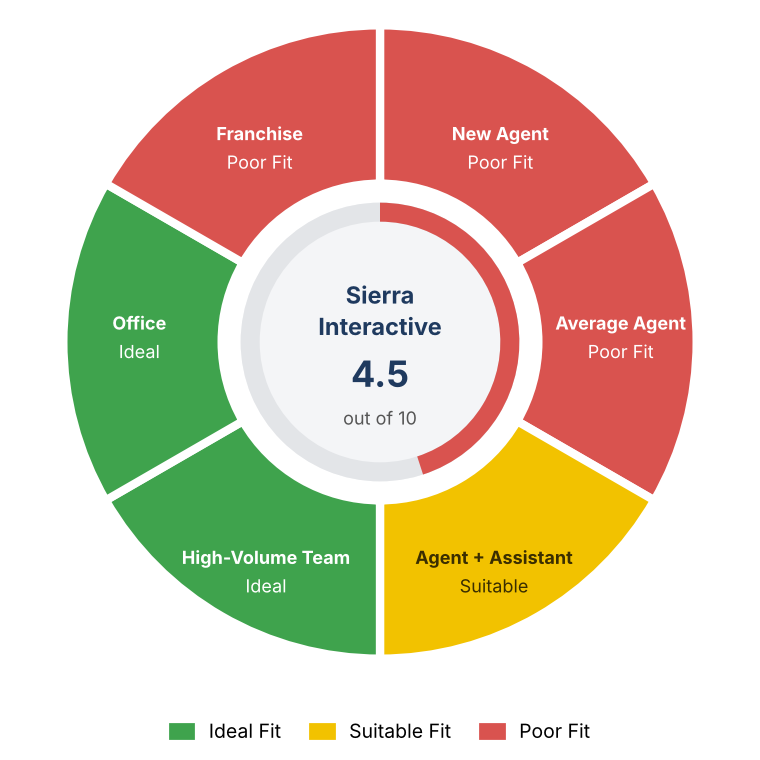 Franchise
Poor Fit
New Agent
Poor Fit
Office
Ideal
Sierra
Interactive
4.5
out of 10
Average Agent
Poor Fit
High-Volume Team
Ideal
Agent + Assistant
Suitable
Ideal Fit
Suitable Fit
Poor Fit